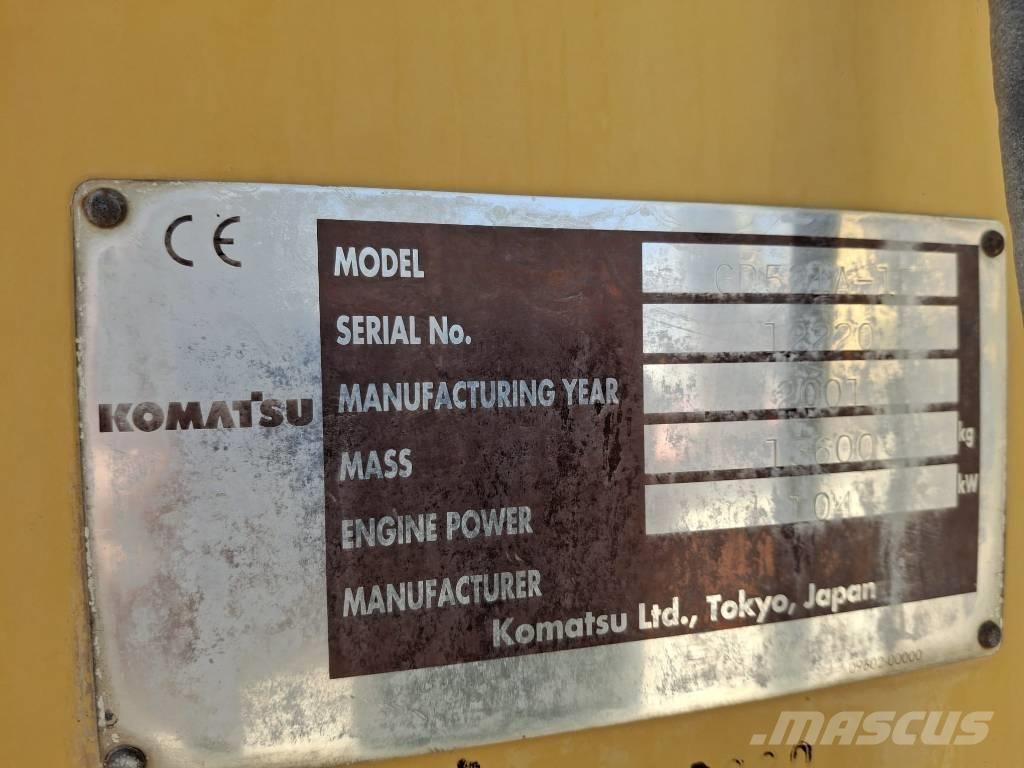 CE
KOMATSU
MODEL
SERIAL No.
MANUFACTURING YEAR 2001
MASS kg
ENGINE POWER kW
MANUFACTURER
Komatsu Ltd., Tokyo, Japan
MASCUS